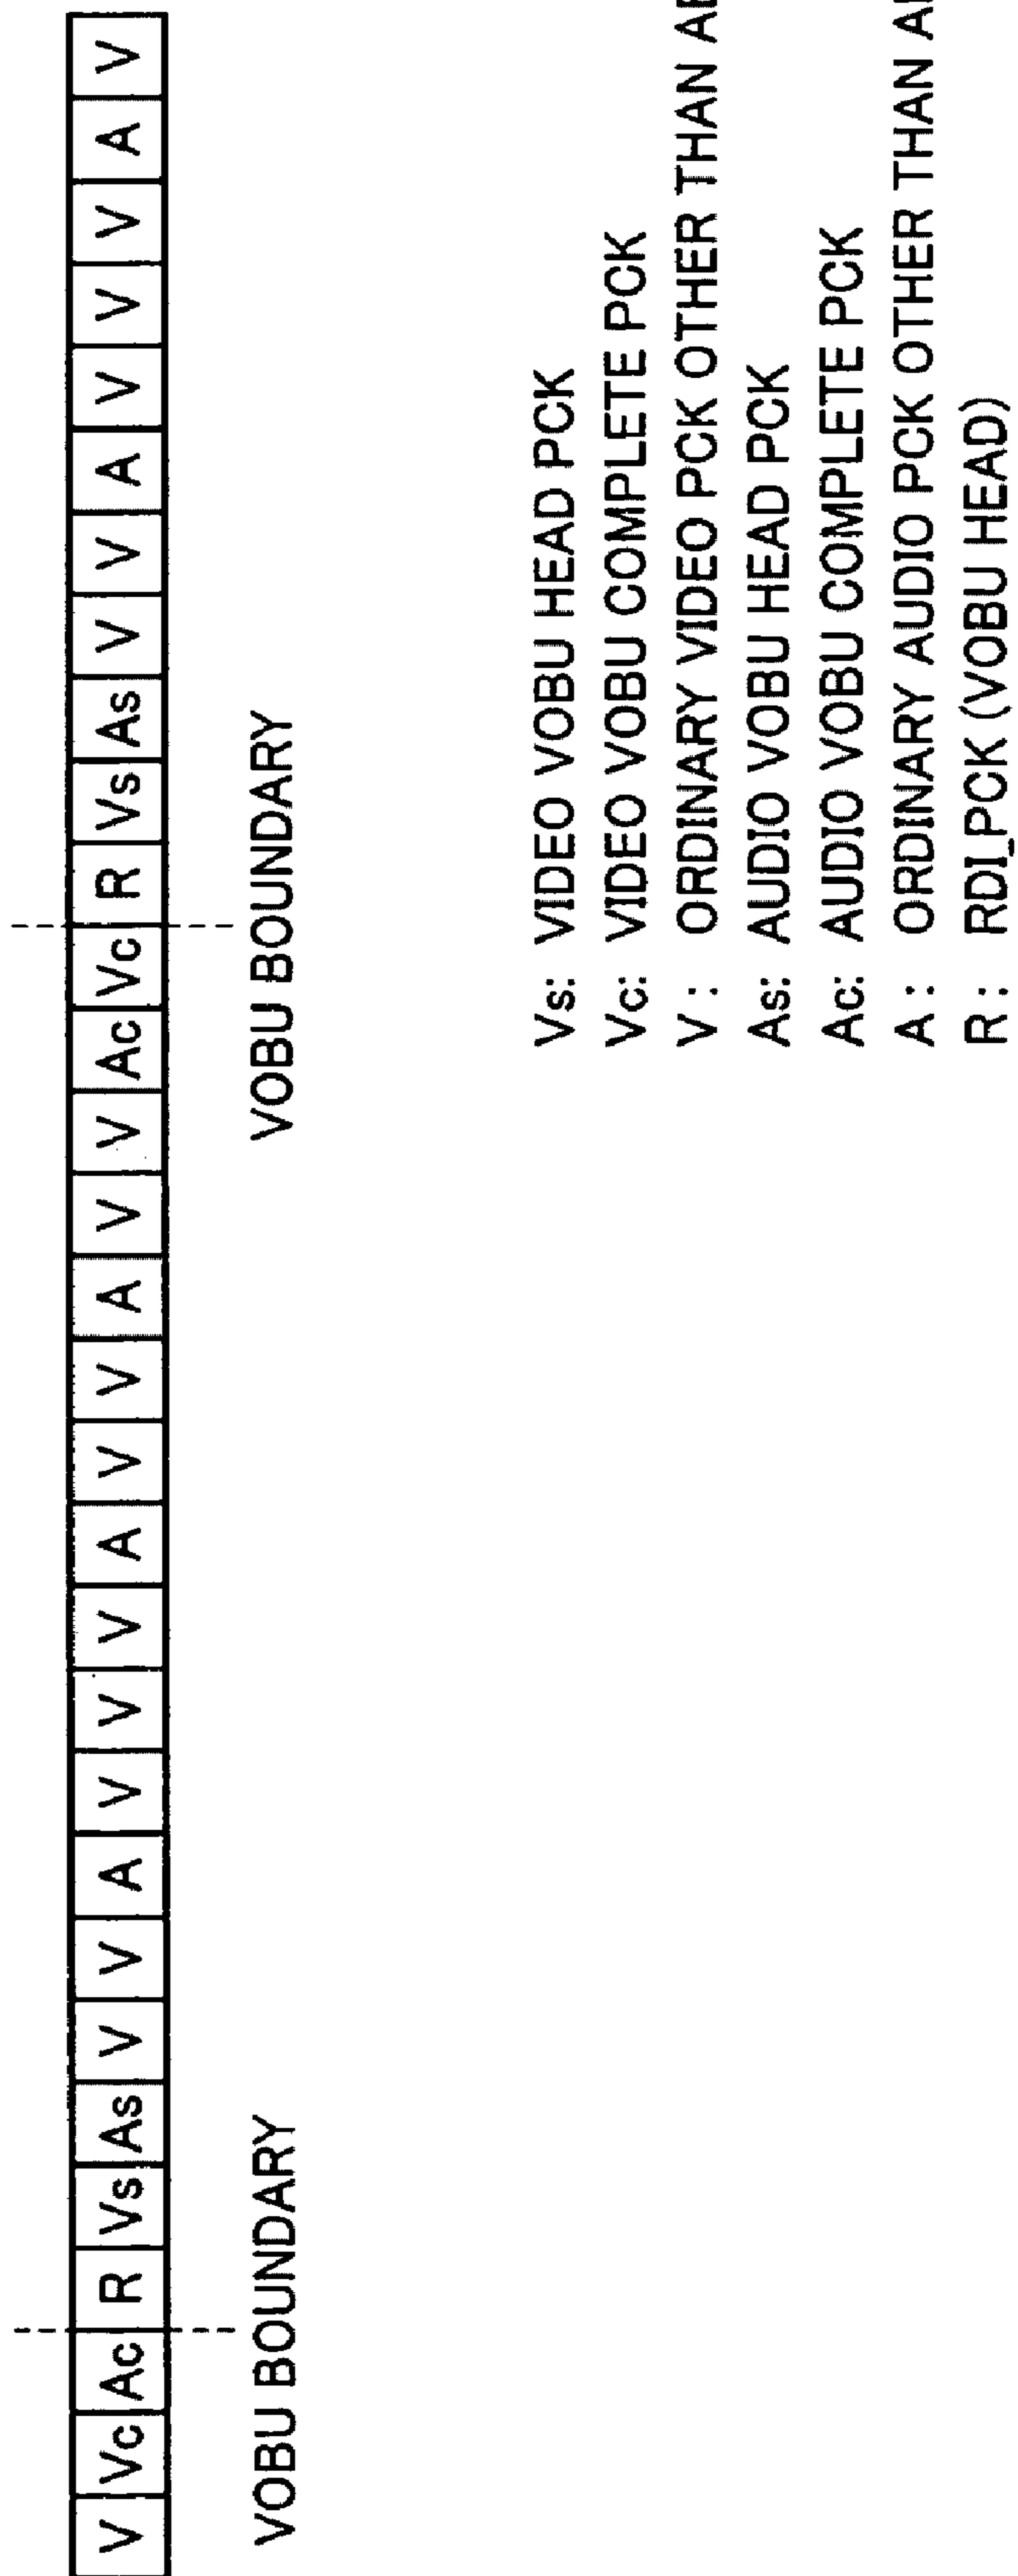 V Vc Ac R Vs As V V A V V V A V V A V V Ac Vc R Vs As V V A V V V A V
VOBU BOUNDARY VOBU BOUNDARY
Vs: VIDEO VOBU HEAD PCK
Vc: VIDEO VOBU COMPLETE PCK
V : ORDINARY VIDEO PCK OTHER THAN
As: AUDIO VOBU HEAD PCK
Ac: AUDIO VOBU COMPLETE PCK
A : ORDINARY AUDIO PCK OTHER THAN
R : RDI_PCK (VOBU HEAD)